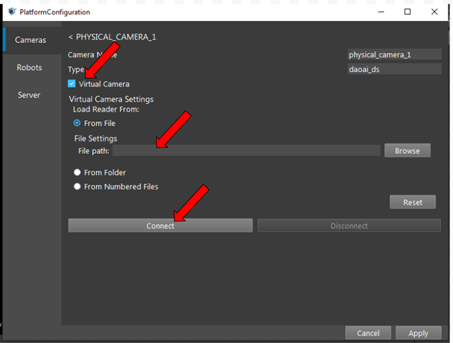 PlatformConfiguration
Cameras
< PHYSICAL_CAMERA_1
Camera N
physical_camera_1
Robots
Type
daoai_ds
Virtual Camera
Server
Virtual Camera Settings
Load Reader From:
From File
File Settings
File path:
Browse
From Folder
From Numbered Files
Reset
Connect
Disconnect
Cancel
Apply